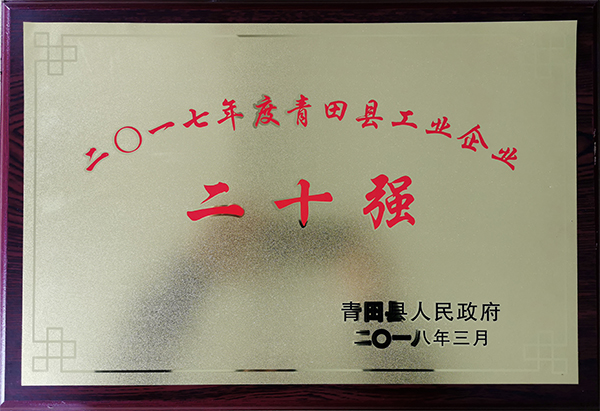 二〇一七年度青田县工业企业
二十强
青田县人民政府
二〇一八年三月